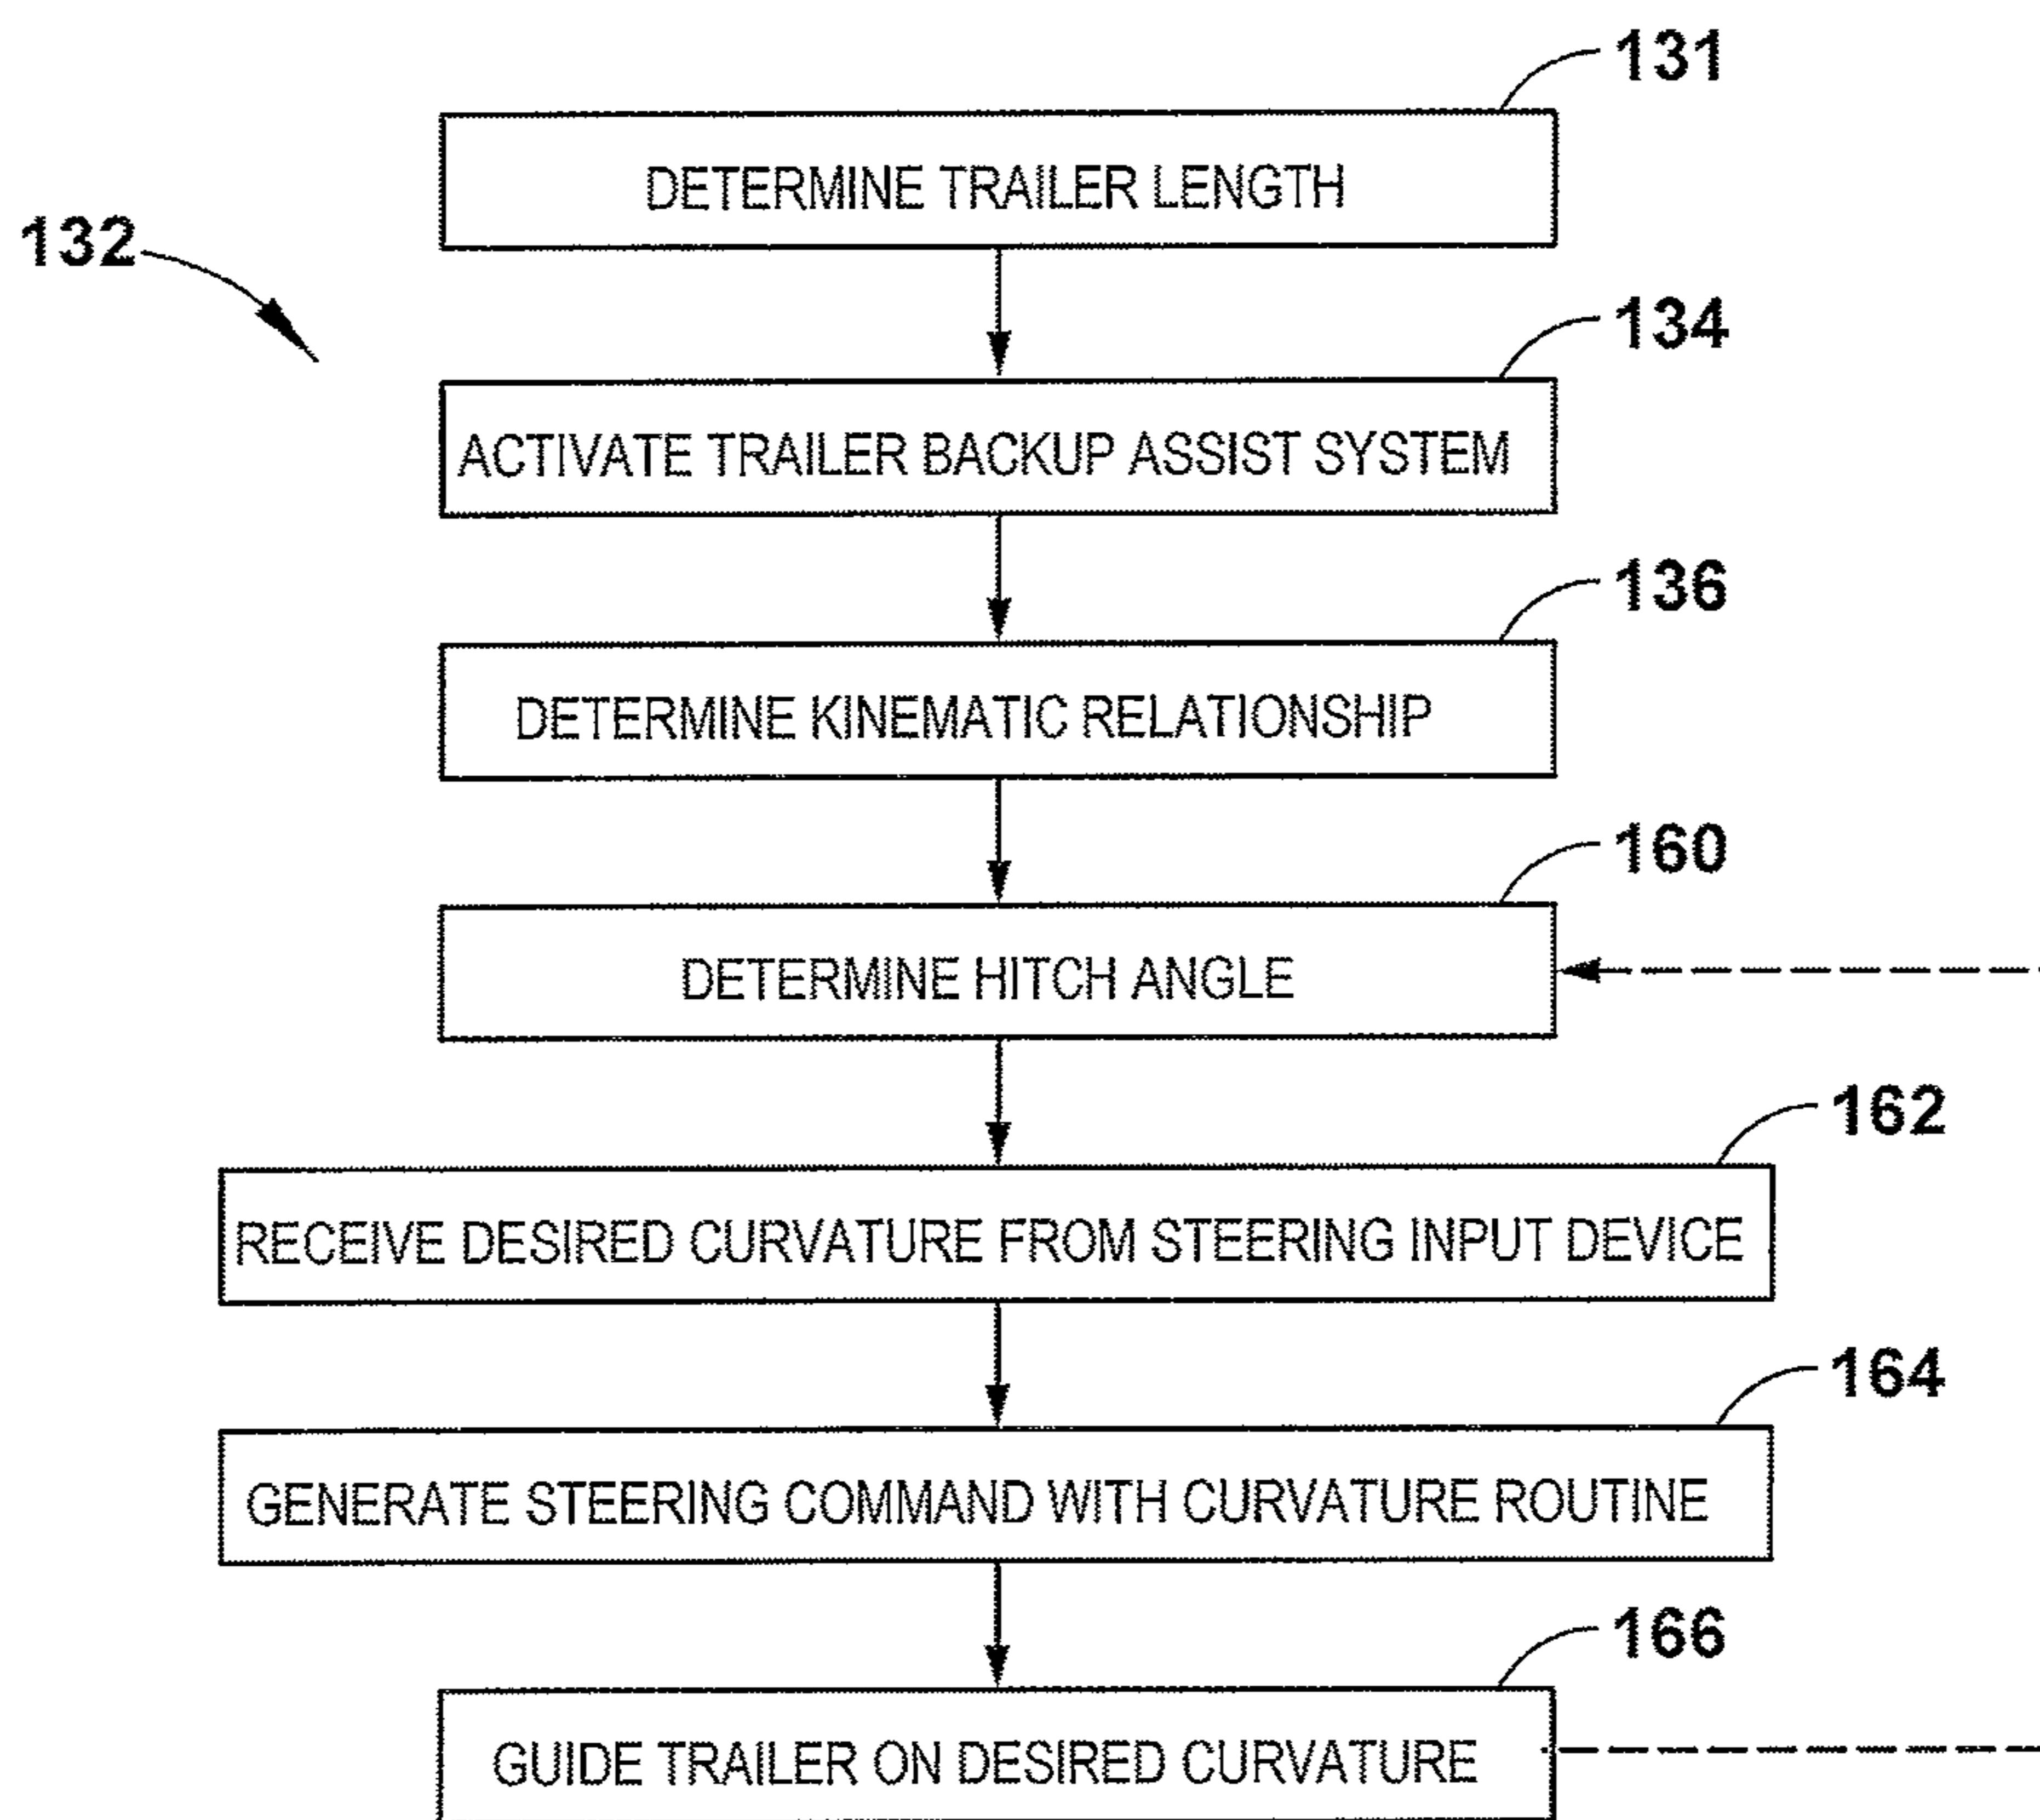 131
DETERMINE TRAILER LENGTH
132
134
ACTIVATE TRAILER BACKUP ASSIST SYSTEM
136
DETERMINE KINEMATIC RELATIONSHIP
160
DETERMINE HITCH ANGLE
162
RECEIVE DESIRED CURVATURE FROM STEERING INPUT DEVICE
164
GENERATE STEERING COMMAND WITH CURVATURE ROUTINE
166
GUIDE TRAILER ON DESIRED CURVATURE